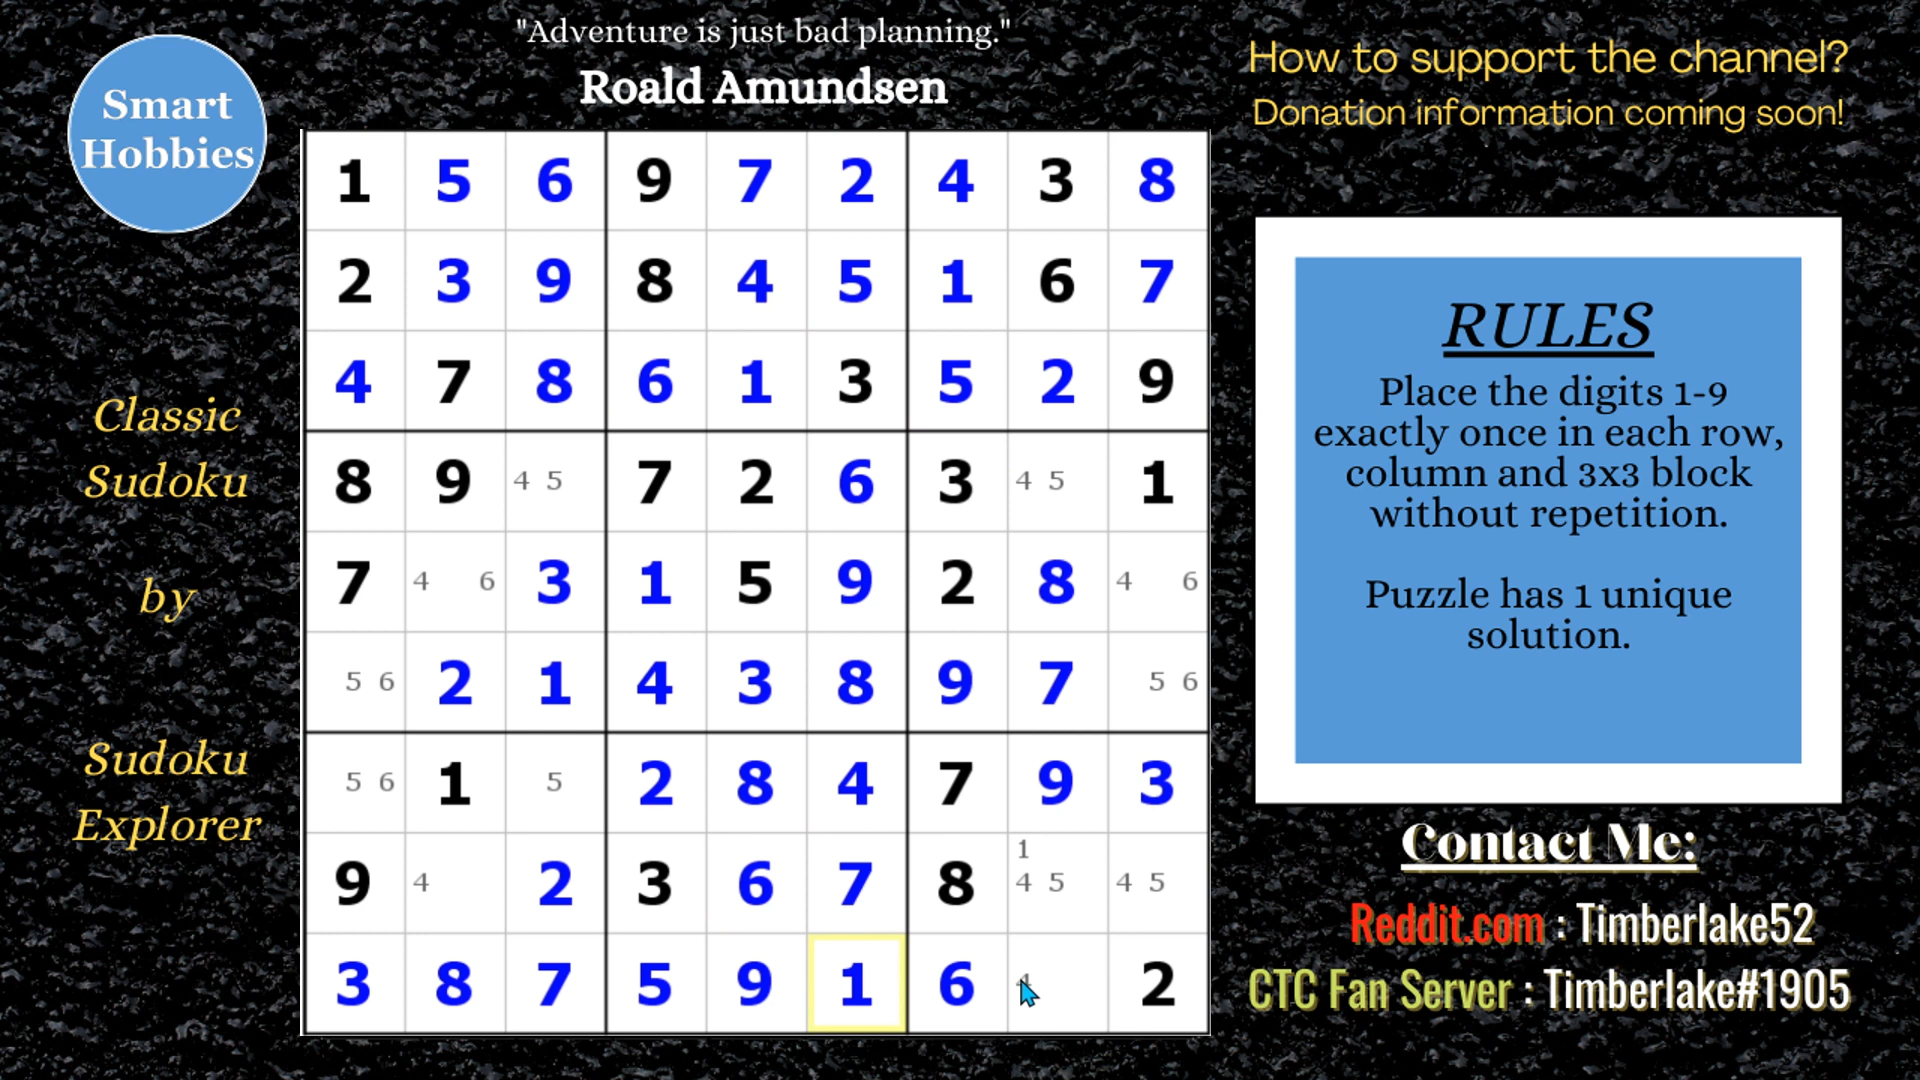 "Adventure is just bad planning."
Roald Amundsen
Smart
Hobbies
Classic
Sudoku
by
Sudoku
Explorer
1 5 6 9 7 2 4 3 8
2 3 9 8 4 5 1 6 7
4 7 8 6 1 3 5 2 9
8 9 4 5 7 2 6 3 4 5 1
7 4 6 3 1 5 9 2 8 4 6
5 6 2 1 4 3 8 9 7 5 6
5 6 1 5 2 8 4 7 9 3
1
9 4 2 3 6 7 8 4 5 4 5
3 8 7 5 9 1 6 4 2
How to support the channel?
Donation information coming soon!
RULES
Place the digits 1-9
exactly once in each row,
column and 3x3 block
without repetition.
Puzzle has 1 unique
solution.
Contact Me:
Reddit.com : Timberlake52
CTC Fan Server : Timberlake#1905